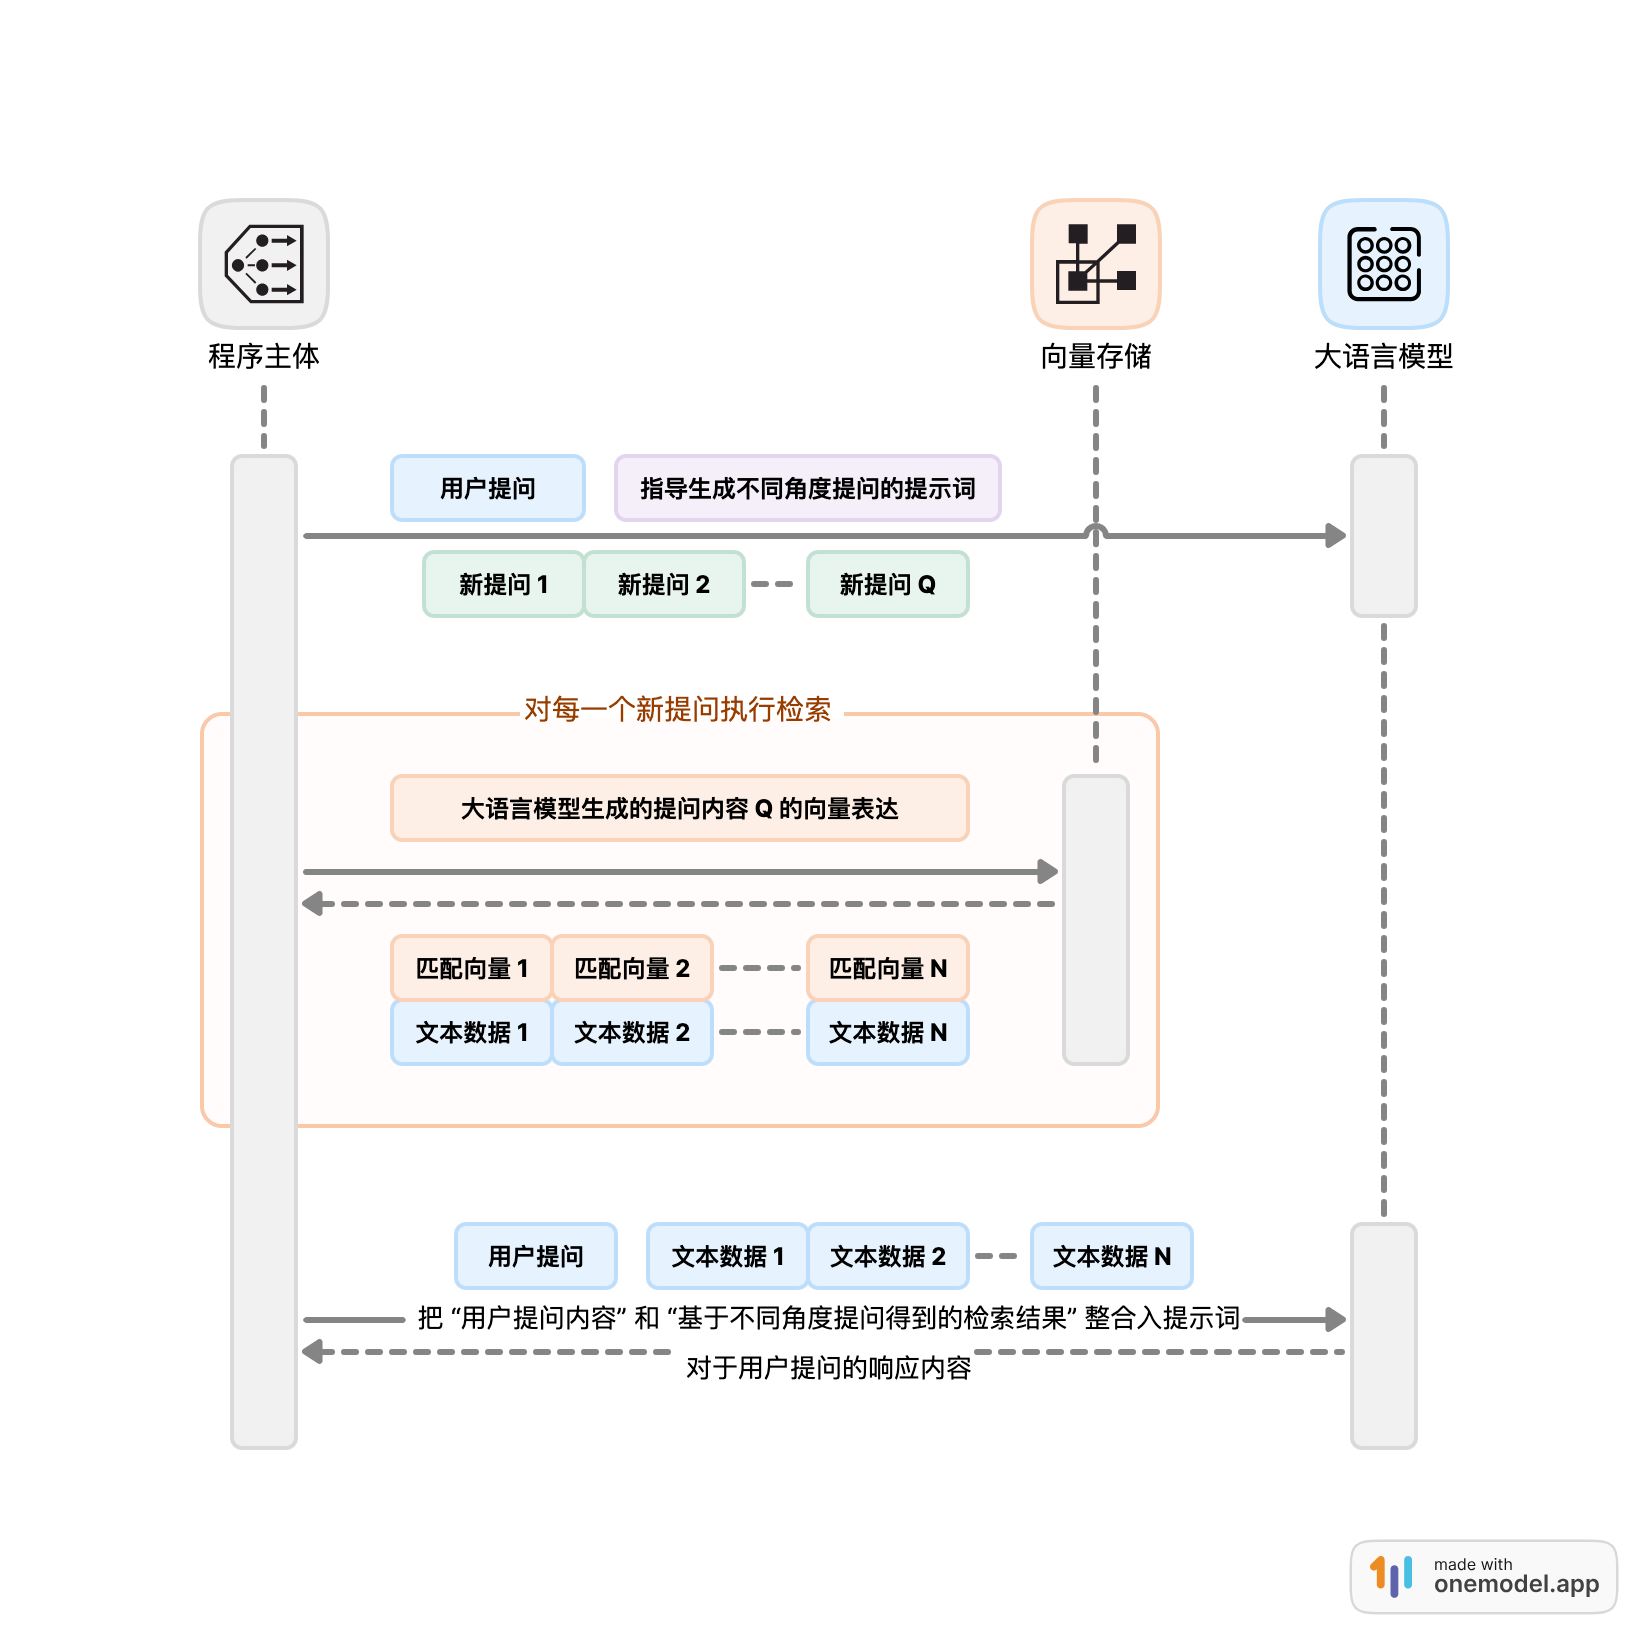 程序主体
向量存储
大语言模型
用户提问
指导生成不同角度提问的提示词
新提问 1
新提问 2
新提问 Q
对每一个新提问执行检索
大语言模型生成的提问内容 Q 的向量表达
匹配向量 1
匹配向量 2
匹配向量 N
文本数据 1
文本数据 2
文本数据 N
用户提问
文本数据 1
文本数据 2
文本数据 N
把 “用户提问内容” 和 “基于不同角度提问得到的检索结果” 整合入提示词
对于用户提问的响应内容
made with
onemodel.app